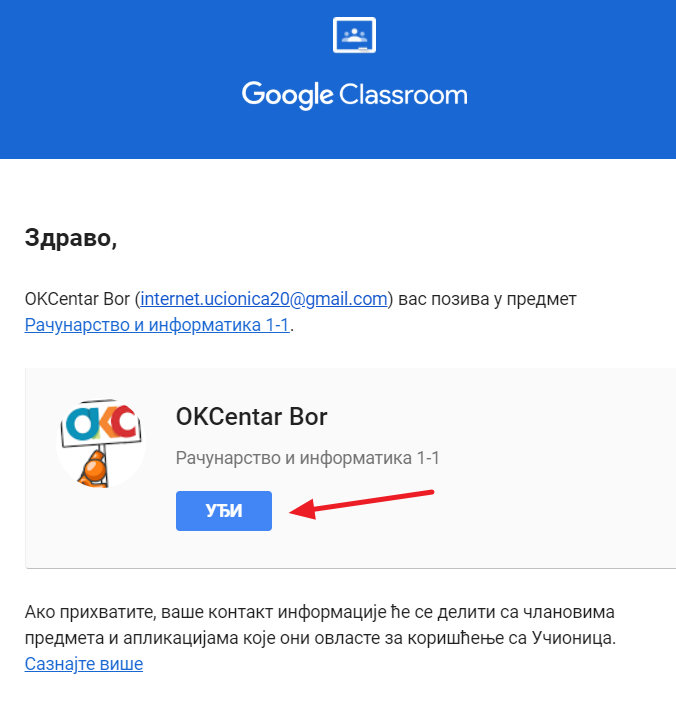 Google Classroom
Здраво,
OKCentar Bor (internet.ucionica20@gmail.com) вас позива у предмет
Рачунарство и информатика 1-1.
OKC
OKCentar Bor
Рачунарство и информатика 1-1
УЂИ
Ако прихватите, ваше контакт информације ће се делити са члановима
предмета и апликацијама које они овласте за коришћење са Учионица.
Сазнајте више